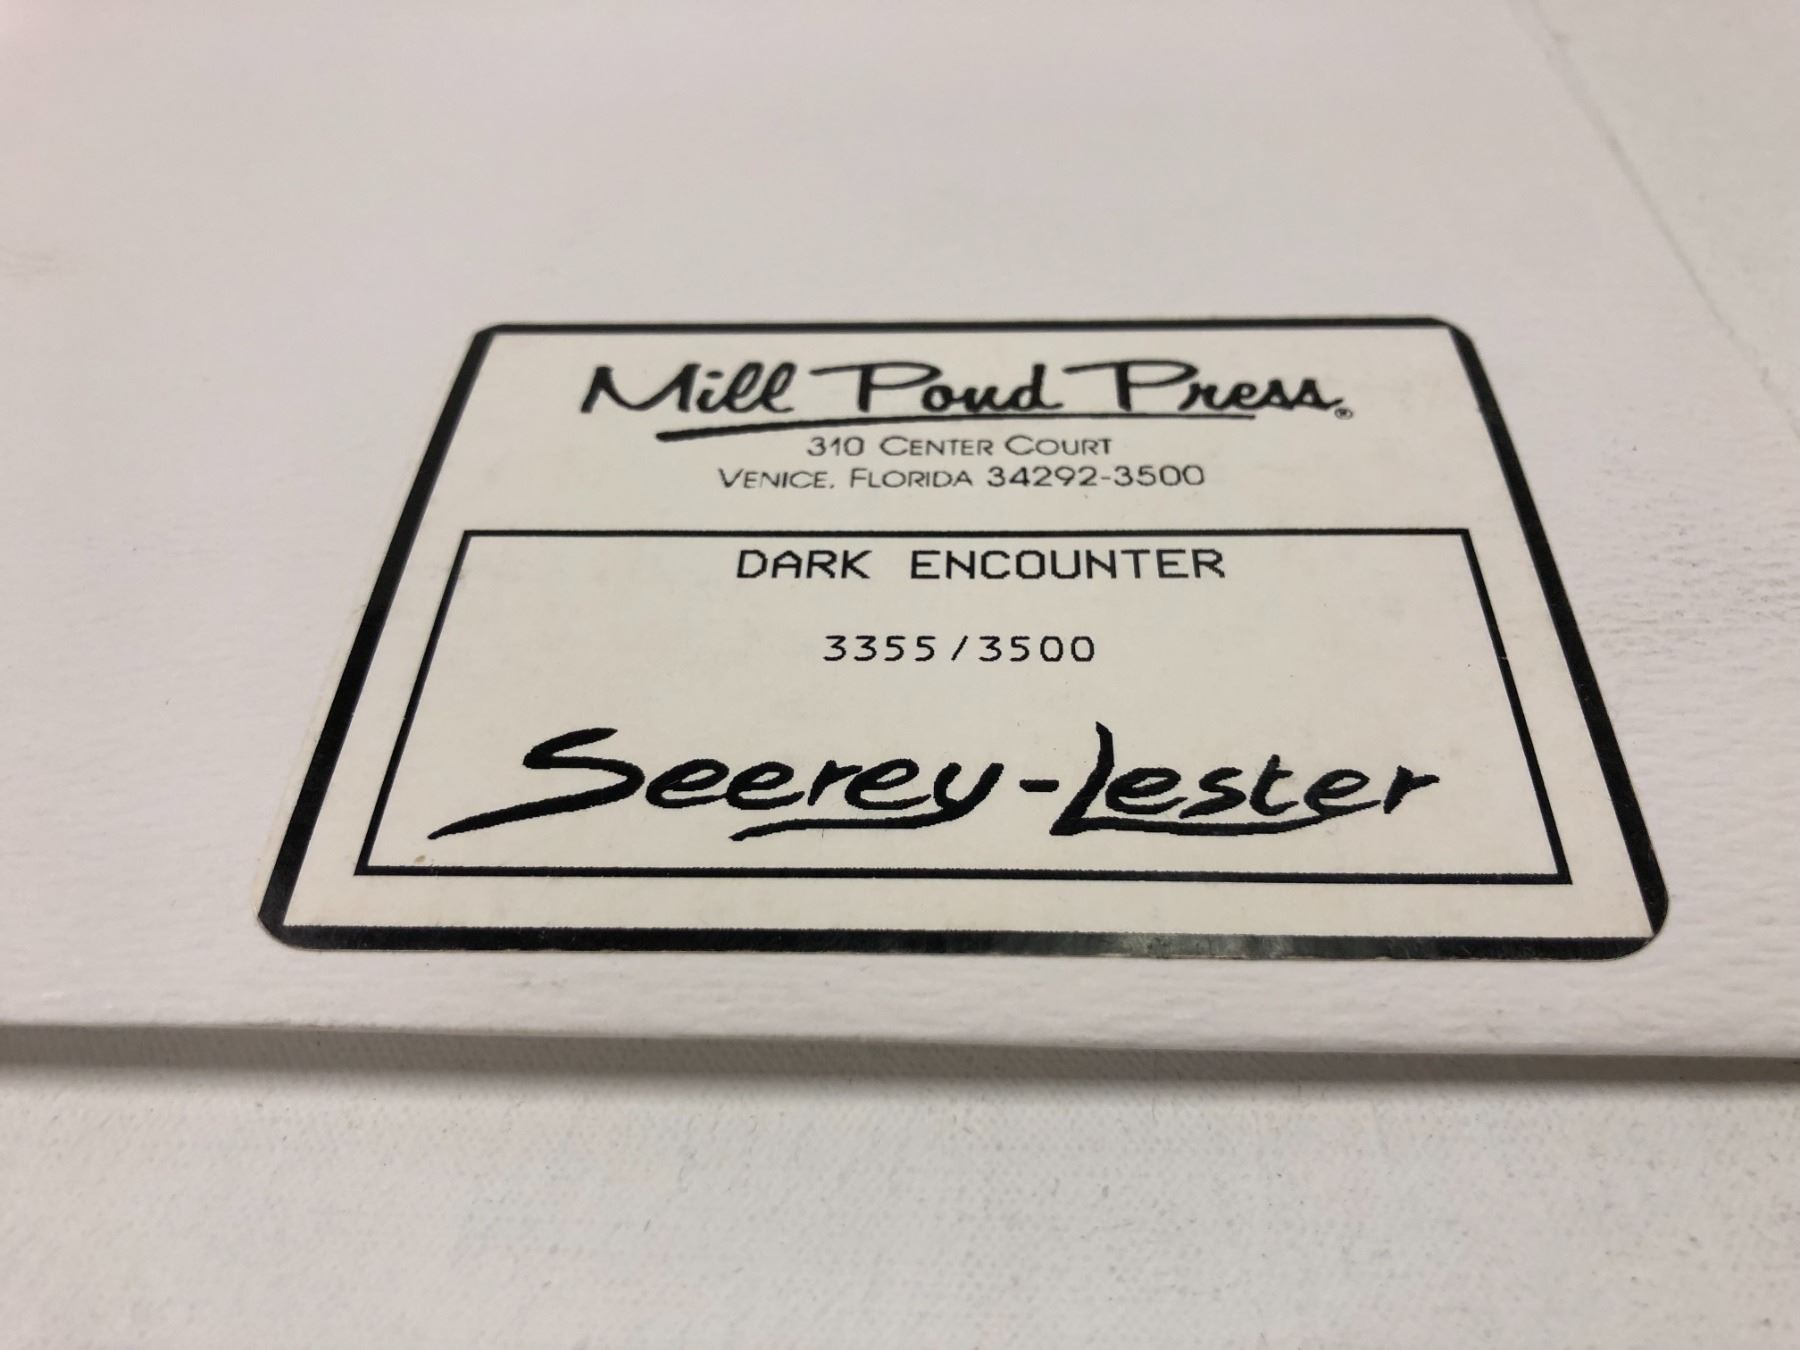 Mill Pond Press®
310 CENTER COURT
VENICE, FLORIDA 34292-3500
DARK ENCOUNTER
3355/3500
Seerey-Lester